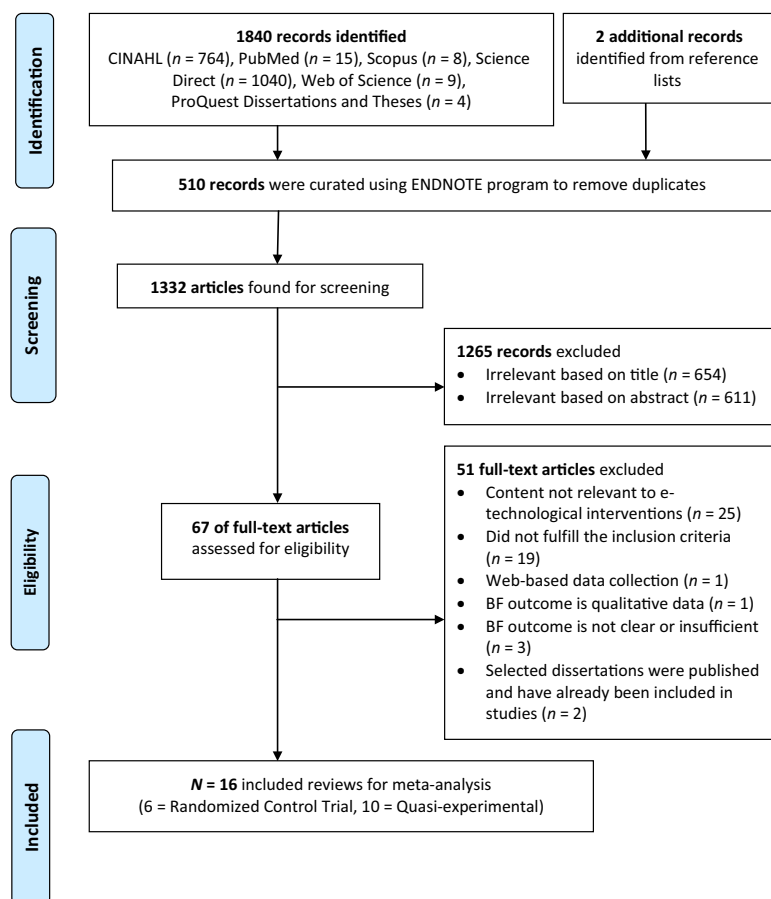 Identification
1840 records identified
CINAHL (n = 764), PubMed (n = 15), Scopus (n = 8), Science
Direct (n = 1040), Web of Science (n = 9),
ProQuest Dissertations and Theses (n = 4)
2 additional records
identified from reference
lists
510 records were curated using ENDNOTE program to remove duplicates
Screening
1332 articles found for screening
1265 records excluded
• Irrelevant based on title (n = 654)
• Irrelevant based on abstract (n = 611)
Eligibility
67 of full-text articles
assessed for eligibility
51 full-text articles excluded
• Content not relevant to e-
technological interventions (n = 25)
• Did not fulfill the inclusion criteria
(n = 19)
• Web-based data collection (n = 1)
• BF outcome is qualitative data (n = 1)
• BF outcome is not clear or insufficient
(n = 3)
• Selected dissertations were published
and have already been included in
studies (n = 2)
Included
N = 16 included reviews for meta-analysis
(6 = Randomized Control Trial, 10 = Quasi-experimental)